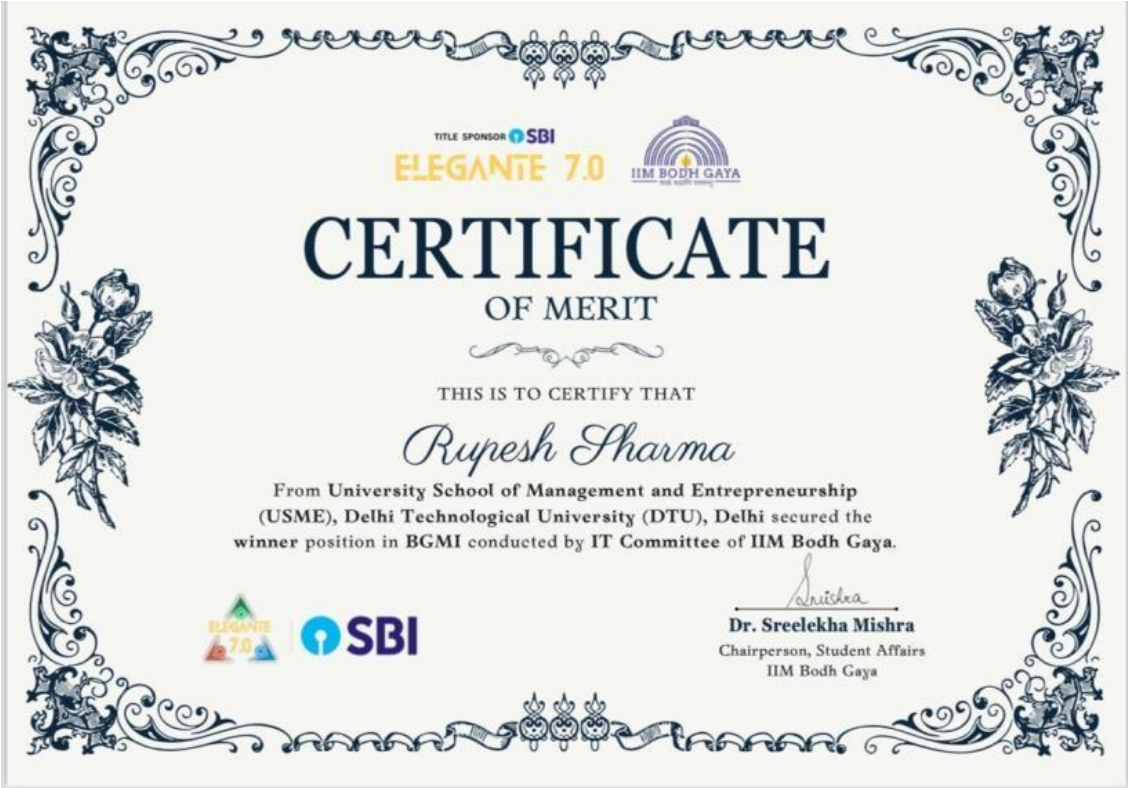 TITLE SPONSOR SBI
ELEGANTE 7.0
IIM BODH GAYA
CERTIFICATE
OF MERIT
THIS IS TO CERTIFY THAT
Rupesh Sharma
From University School of Management and Entrepreneurship
(USME), Delhi Technological University (DTU), Delhi secured the
winner position in BGMI conducted by IT Committee of IIM Bodh Gaya.
ELEGANTE
7.0
SBI
Dr. Sreelekha Mishra
Chairperson, Student Affairs
IIM Bodh Gaya